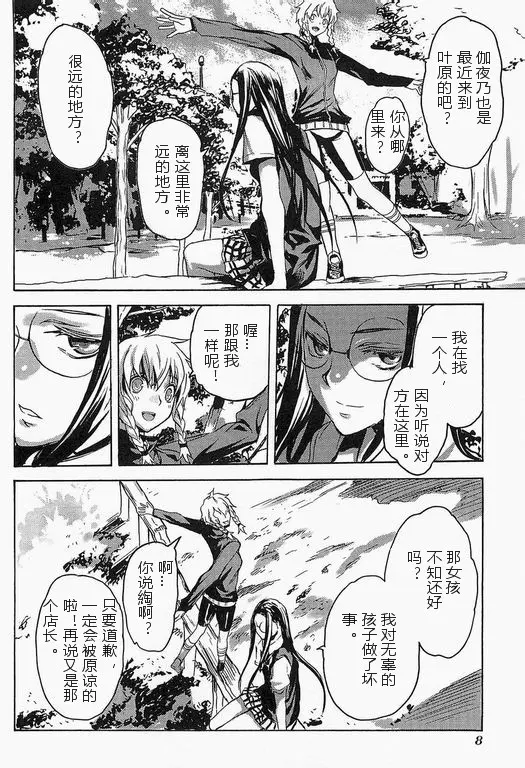 伽夜乃也是
最近来到
叶原的吧？
你从哪
里来？
离这里非常
远的地方。
很远
的地方？
我在找
一个人，
因为听说对
方在这里。
喔…
那跟我
一样呢！
那女孩
不知还好
吗？
我对无辜的
孩子做了坏
事。
啊…
你说绹啊？
只要道歉，
一定会被原谅的
啦！再说又是那
个店长。
8